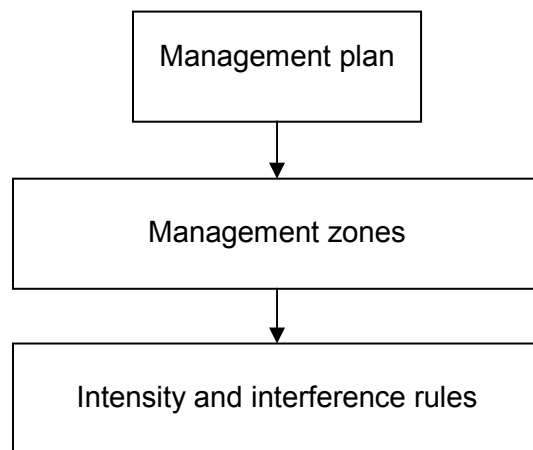 Management plan
Management zones
Intensity and interference rules